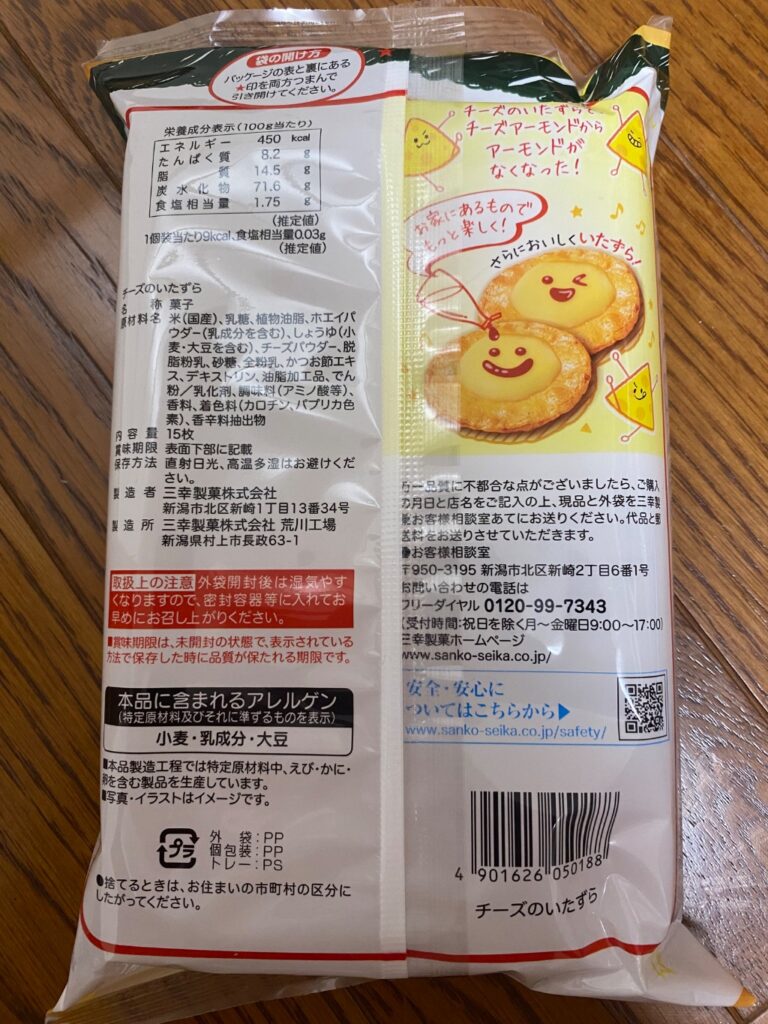 袋の開け方
パッケージの表と裏にある
★印を両方つまんで
引き開けてください。
栄養成分表示(100g当たり)
エネルギー 450 kcal
たんぱく質 8.2 g
脂質 14.5 g
炭水化物 71.6 g
食塩相当量 1.75 g
(推定値)
1個装当たり9kcal、食塩相当量0.03g
(推定値)
チーズのいたずら
名称 菓子
原材料名 米(国産)、乳糖、植物油脂、ホエイパ
ウダー(乳成分を含む)、しょうゆ(小
麦・大豆を含む)、チーズパウダー、脱
脂粉乳、砂糖、全粉乳、かつお節エキ
ス、デキストリン、油脂加工品、でん
粉/乳化剤、調味料(アミノ酸等)、
香料、着色料(カロチン、パプリカ色
素)、香辛料抽出物
内容量 15枚
賞味期限 表面下部に記載
保存方法 直射日光、高温多湿はお避けくだ
さい。
製造者 三幸製菓株式会社
新潟市北区新崎1丁目13番34号
製造所 三幸製菓株式会社 荒川工場
新潟県村上市長政63-1
取扱上の注意 外袋開封後は湿気やす
くなりますので、密封容器等に入れてお
早めにお召し上がりください。
■賞味期限は、未開封の状態で、表示されている
方法で保存した時に品質が保たれる期限です。
本品に含まれるアレルゲン
(特定原材料及びそれに準ずるものを表示)
小麦・乳成分・大豆
■本品製造工程では特定原材料中、えび・かに・
卵を含む製品を生産しています。
■写真・イラストはイメージです。
プラ
外袋:PP
個包装:PP
トレー:PS
●捨てるときは、お住まいの市町村の区分に
したがってください。
チーズのいたずらで
チーズアーモンドから
アーモンドが
なくなった!
お家にあるもので
もっと楽しく!
さらにおいしくいたずら!
万一品質に不都合な点がございましたら、ご購入
の月日と店名をご記入の上、現品と外袋を三幸製
菓お客様相談室あてにお送りください。代品と郵
送料をお送りさせていただきます。
●お客様相談室
〒950-3195 新潟市北区新崎2丁目6番1号
お問い合わせの電話は
フリーダイヤル 0120-99-7343
(受付時間:祝日を除く月〜金曜日9:00〜17:00)
三幸製菓ホームページ
www.sanko-seika.co.jp/
安全・安心に
ついてはこちらから▶
www.sanko-seika.co.jp/safety/
4 901626 050188
チーズのいたずら